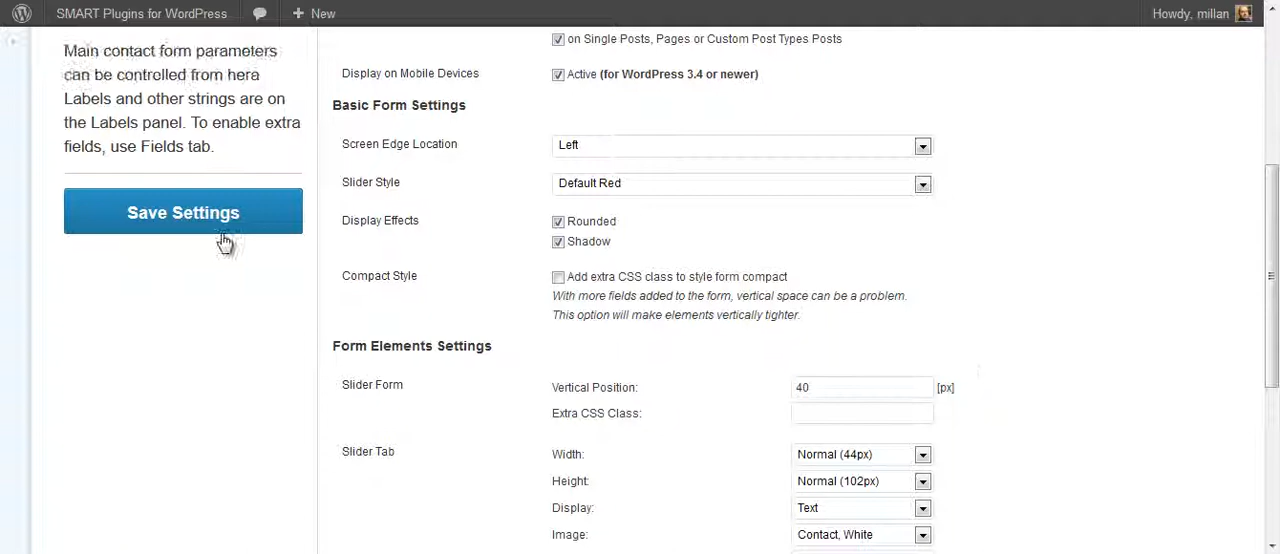 SMART Plugins for WordPress
New
Howdy, millan
Main contact form parameters
can be controlled from hera
Labels and other strings are on
the Labels panel. To enable extra
fields, use Fields tab.
Save Settings
on Single Posts, Pages or Custom Post Types Posts
Display on Mobile Devices
Active (for WordPress 3.4 or newer)
Basic Form Settings
Screen Edge Location
Left
Slider Style
Default Red
Display Effects
Rounded
Shadow
Compact Style
Add extra CSS class to style form compact
With more fields added to the form, vertical space can be a problem.
This option will make elements vertically tighter.
Form Elements Settings
Slider Form
Vertical Position:
40
[px]
Extra CSS Class:
Slider Tab
Width:
Normal (44px)
Height:
Normal (102px)
Display:
Text
Image:
Contact, White